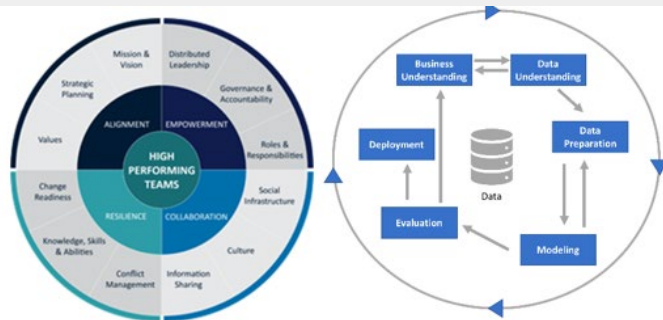 Mission &
Vision
Distributed
Leadership
Strategic
Planning
Governance &
Accountability
Values
ALIGNMENT
EMPOWERMENT
Roles &
Responsibilities
HIGH
PERFORMING
TEAMS
Change
Readiness
RESILIENCE
COLLABORATION
Social
Infrastructure
Knowledge, Skills
& Abilities
Culture
Conflict
Management
Information
Sharing
Business
Understanding
Data
Understanding
Data
Preparation
Deployment
Data
Evaluation
Modeling